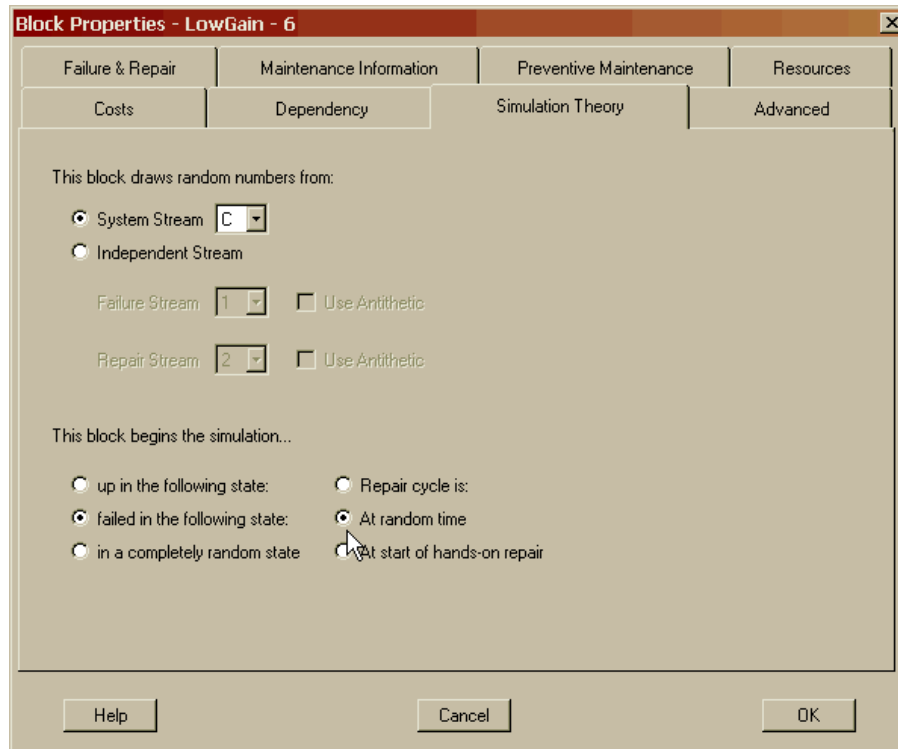 Block Properties - LowGain - 6
Failure & Repair Maintenance Information Preventive Maintenance Resources
Costs Dependency Simulation Theory Advanced
This block draws random numbers from:
System Stream C
Independent Stream
Failure Stream 1 Use Antithetic
Repair Stream 2 Use Antithetic
This block begins the simulation...
up in the following state: Repair cycle is:
failed in the following state: At random time
in a completely random state At start of hands-on repair
Help Cancel OK